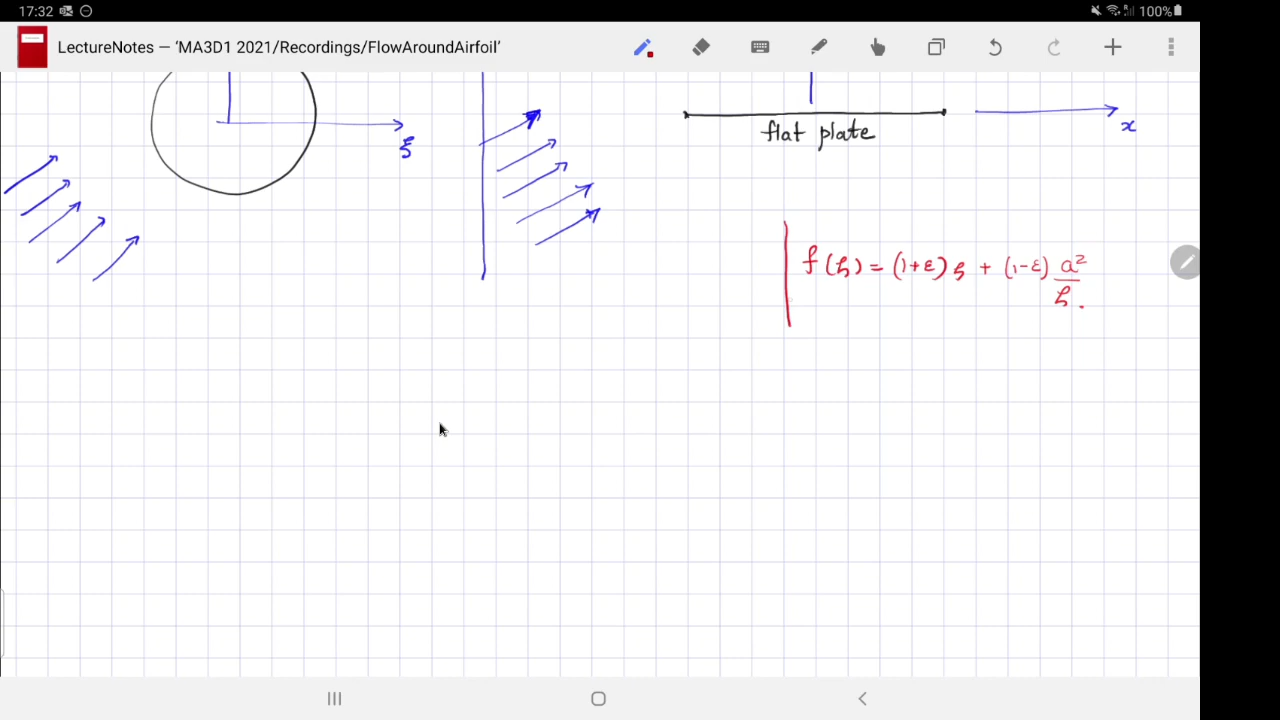 17:32
100%
LectureNotes — ‘MA3D1 2021/Recordings/FlowAroundAirfoil’
ξ
flat plate
x
f(ζ) = (1+ε) ζ + (1-ε) a²/ζ.